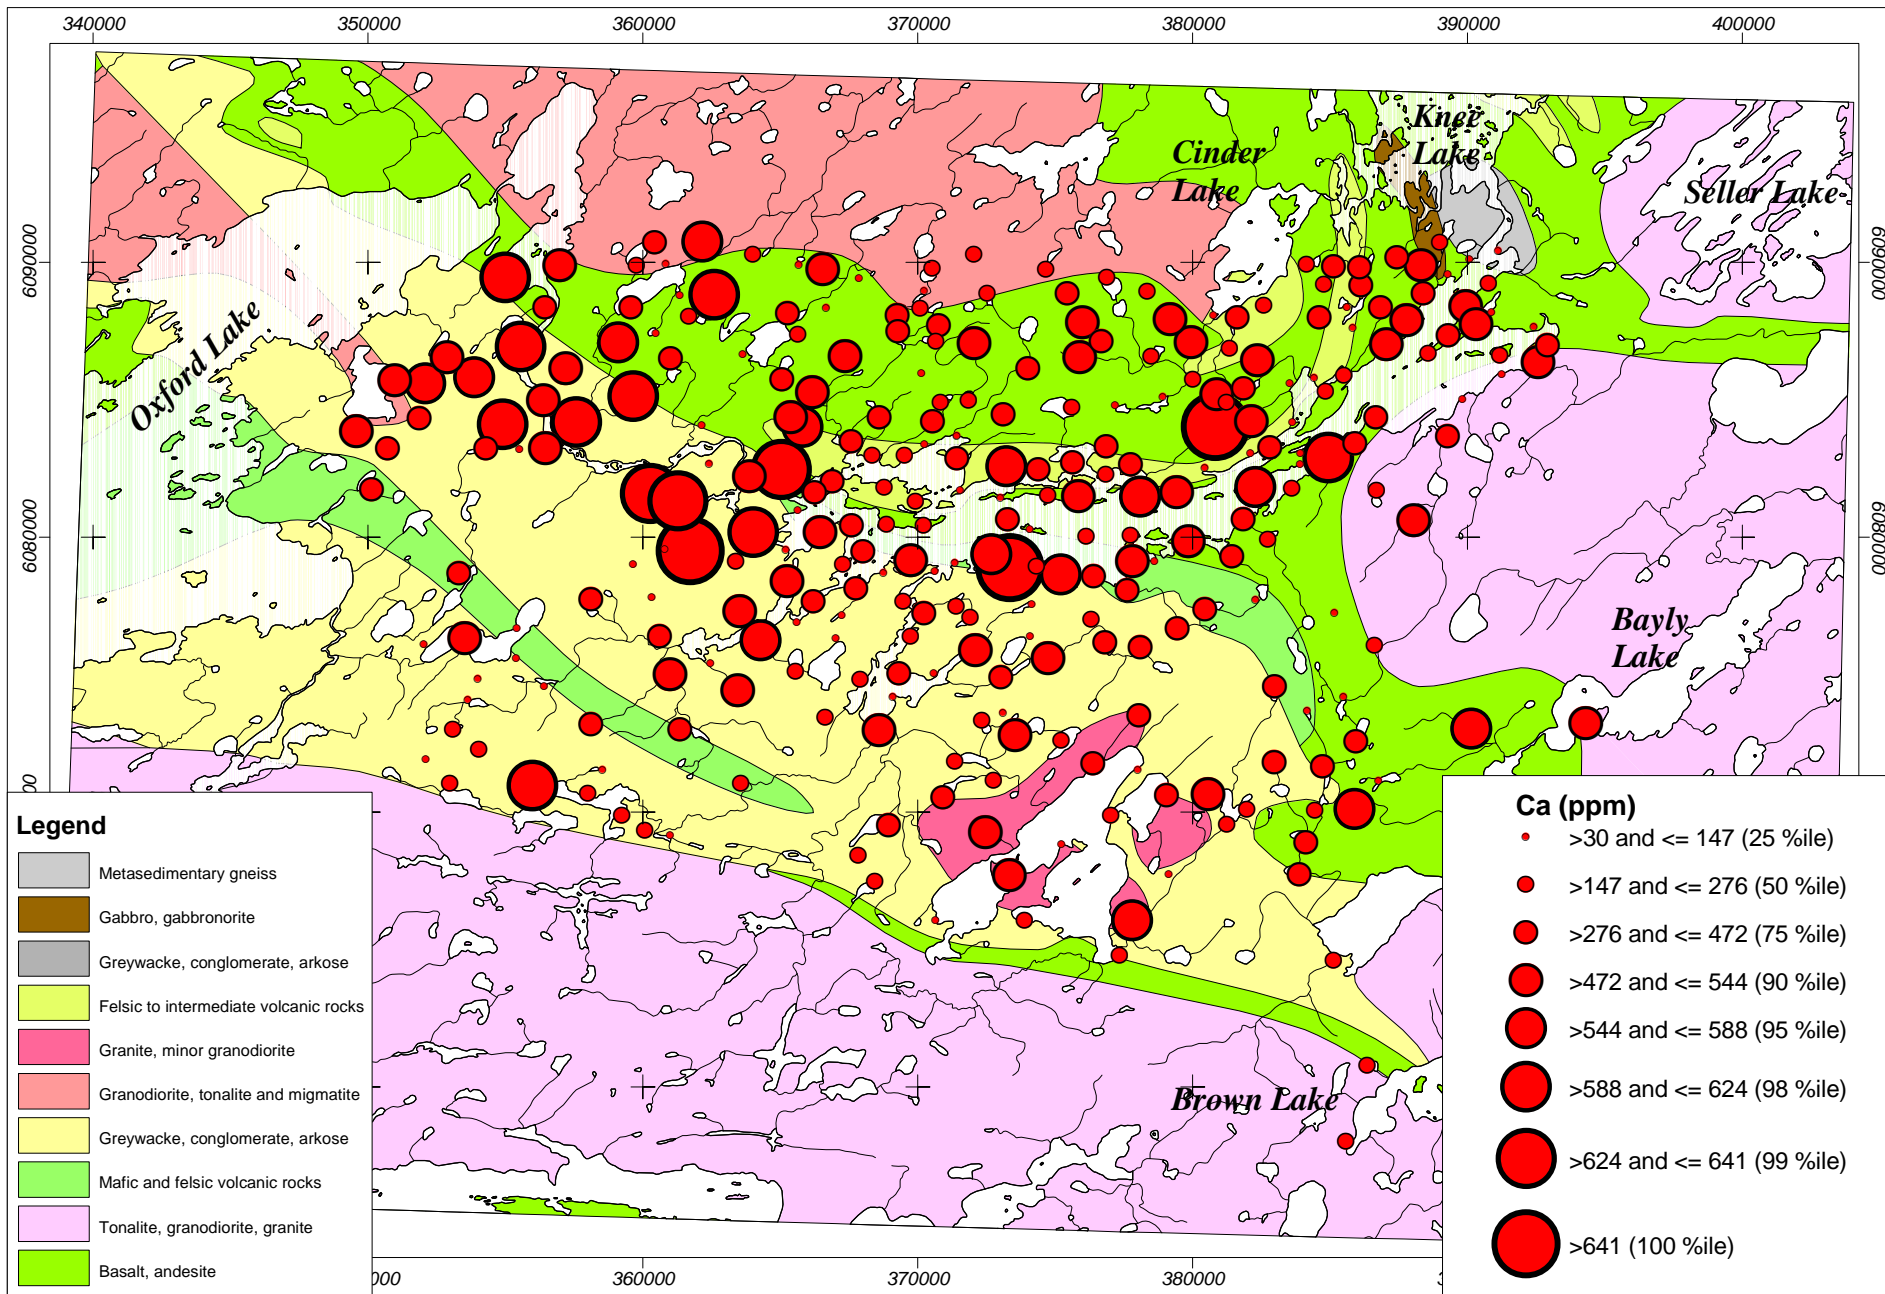 340000 350000 360000 370000 380000 390000 400000
Knee
Lake
Cinder
Lake
Seller Lake
6090000
6090000
Oxford Lake
6080000
6080000
Bayly
Lake
Brown Lake
Legend
Metasedimentary gneiss
Gabbro, gabbronorite
Greywacke, conglomerate, arkose
Felsic to intermediate volcanic rocks
Granite, minor granodiorite
Granodiorite, tonalite and migmatite
Greywacke, conglomerate, arkose
Mafic and felsic volcanic rocks
Tonalite, granodiorite, granite
Basalt, andesite
Ca (ppm)
>30 and <= 147 (25 %ile)
>147 and <= 276 (50 %ile)
>276 and <= 472 (75 %ile)
>472 and <= 544 (90 %ile)
>544 and <= 588 (95 %ile)
>588 and <= 624 (98 %ile)
>624 and <= 641 (99 %ile)
>641 (100 %ile)
360000 370000 380000